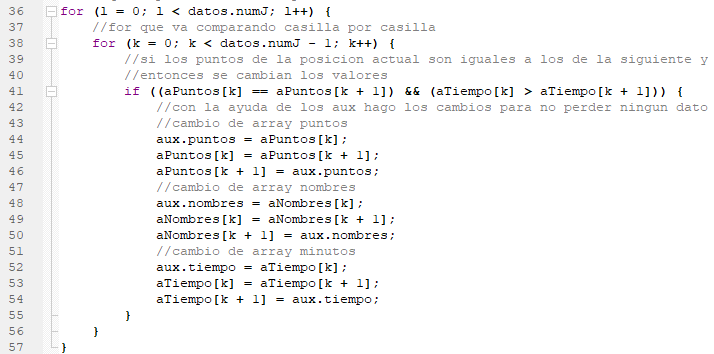 36 for (l = 0; l < datos.numJ; l++) {
37 //for que va comparando casilla por casilla
38 for (k = 0; k < datos.numJ - 1; k++) {
39 //si los puntos de la posicion actual son iguales a los de la siguiente y
40 //entonces se cambian los valores
41 if ((aPuntos[k] == aPuntos[k + 1]) && (aTiempo[k] > aTiempo[k + 1])) {
42 //con la ayuda de los aux hago los cambios para no perder ningun dato
43 //cambio de array puntos
44 aux.puntos = aPuntos[k];
45 aPuntos[k] = aPuntos[k + 1];
46 aPuntos[k + 1] = aux.puntos;
47 //cambio de array nombres
48 aux.nombres = aNombres[k];
49 aNombres[k] = aNombres[k + 1];
50 aNombres[k + 1] = aux.nombres;
51 //cambio de array minutos
52 aux.tiempo = aTiempo[k];
53 aTiempo[k] = aTiempo[k + 1];
54 aTiempo[k + 1] = aux.tiempo;
55 }
56 }
57 }